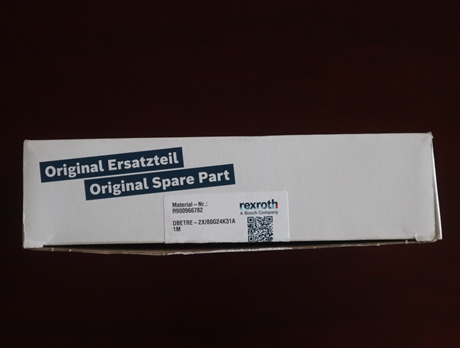 Original Ersatzteil
Original Spare Part
Material – Nr.:
R900966782
rexroth
A Bosch Company
DBETRE – 2X/80G24K31A
1M